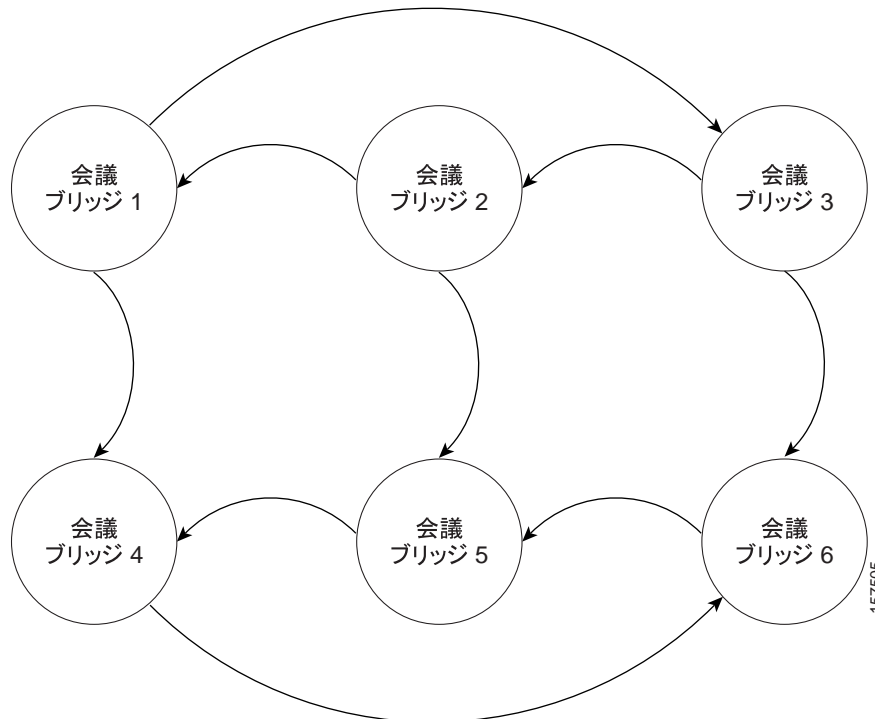 会議
ブリッジ 1
会議
ブリッジ 2
会議
ブリッジ 3
会議
ブリッジ 4
会議
ブリッジ 5
会議
ブリッジ 6
157595